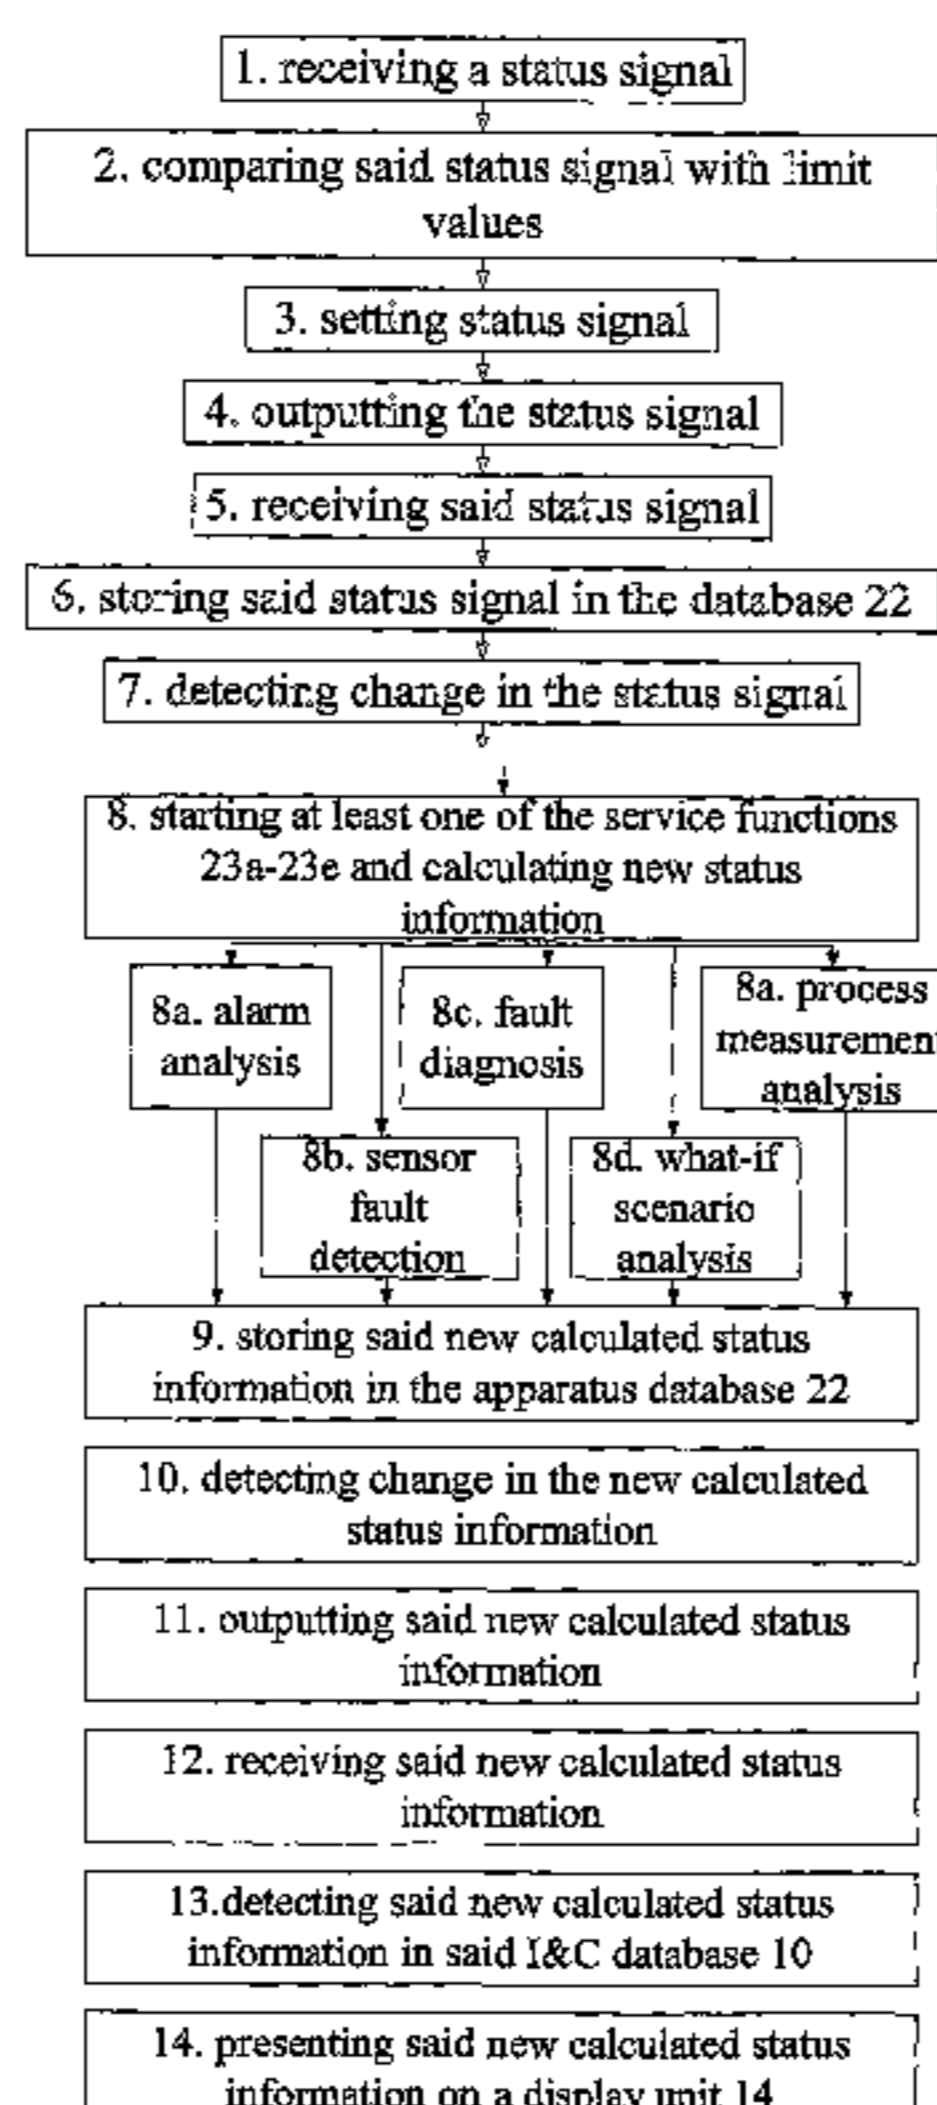 1. receiving a status signal
2. comparing said status signal with limit
values
3. setting status signal
4. outputting the status signal
5. receiving said status signal
6. storing said status signal in the database 22
7. detecting change in the status signal
8. starting at least one of the service functions
23a-23e and calculating new status
information
8a. alarm
analysis
8c. fault
diagnosis
8a. process
measuremen
analysis
8b. sensor
fault
detection
8d. what-if
scenario
analysis
9. storing said new calculated status
information in the apparatus database 22
10. detecting change in the new calculated
status information
11. outputting said new calculated status
information
12. receiving said new calculated status
information
13.detecting said new calculated status
information in said I&C database 10
14. presenting said new calculated status
information on a display unit 14